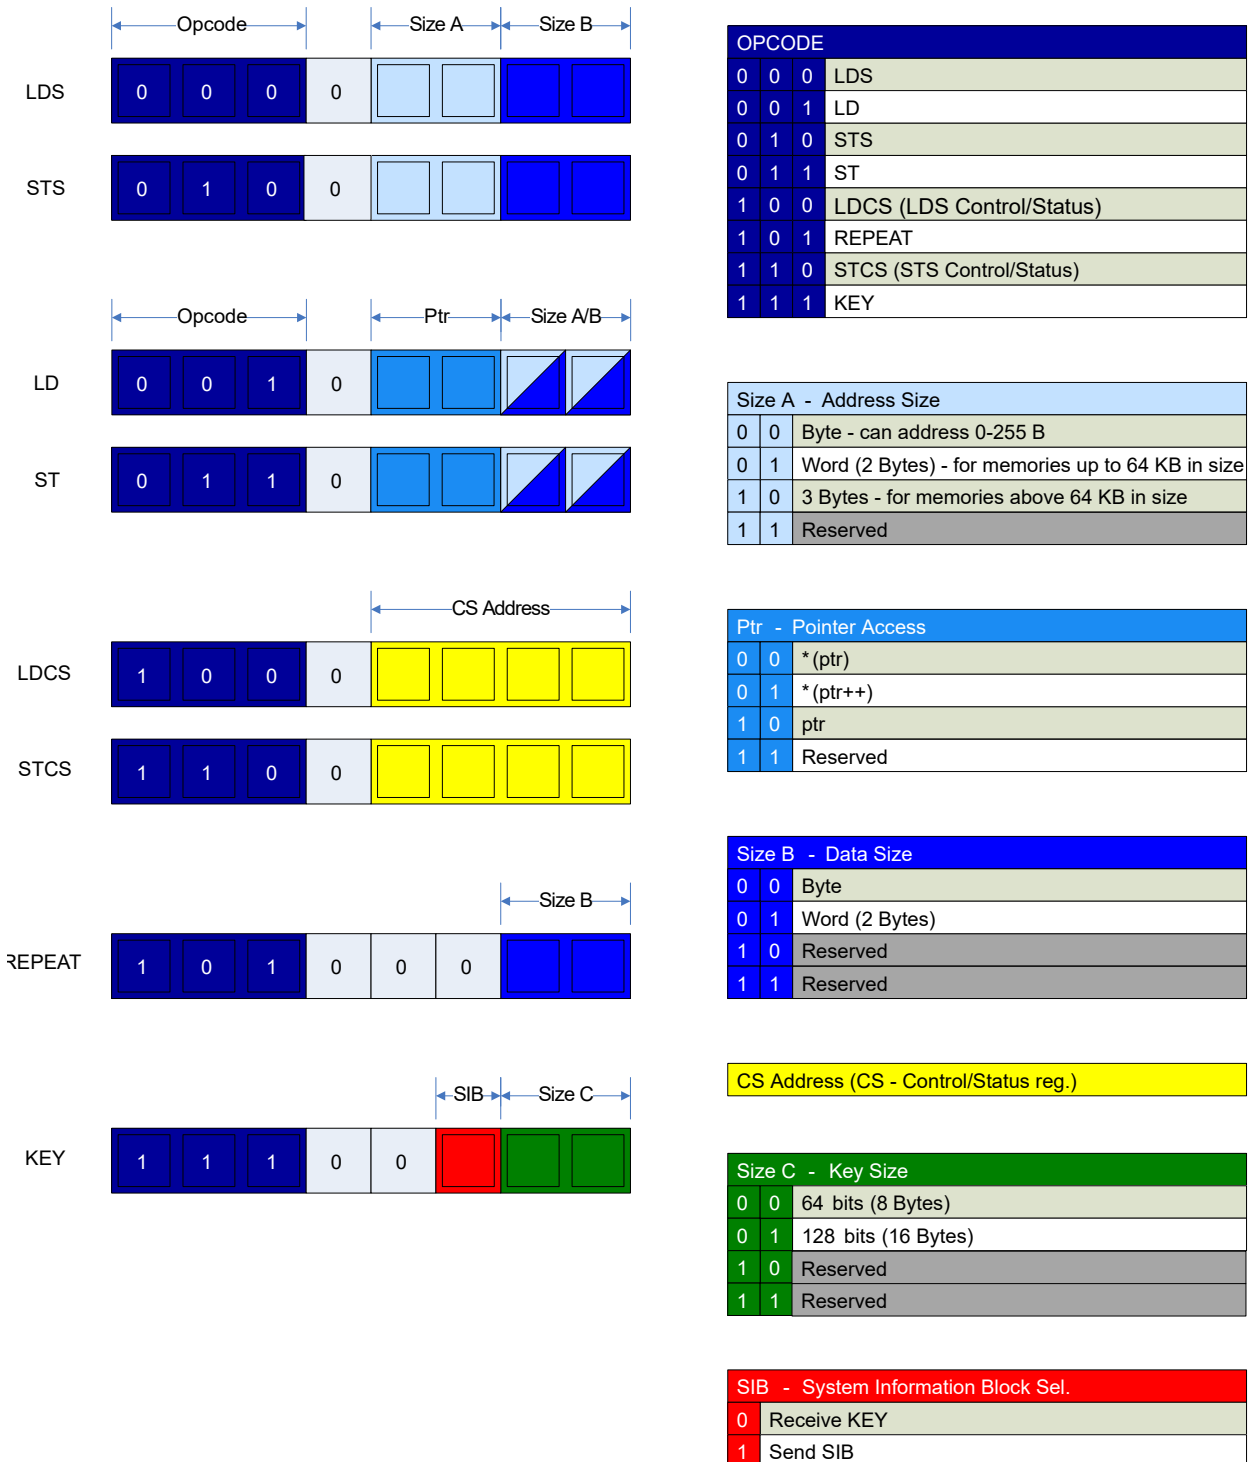 Opcode Size A Size B
LDS 0 0 0 0
STS 0 1 0 0
Opcode Ptr Size A/B
LD 0 0 1 0
ST 0 1 1 0
CS Address
LDCS 1 0 0 0
STCS 1 1 0 0
Size B
REPEAT 1 0 1 0 0 0
SIB Size C
KEY 1 1 1 0 0
OPCODE
0 0 0 LDS
0 0 1 LD
0 1 0 STS
0 1 1 ST
1 0 0 LDCS (LDS Control/Status)
1 0 1 REPEAT
1 1 0 STCS (STS Control/Status)
1 1 1 KEY
Size A - Address Size
0 0 Byte - can address 0-255 B
0 1 Word (2 Bytes) - for memories up to 64 KB in size
1 0 3 Bytes - for memories above 64 KB in size
1 1 Reserved
Ptr - Pointer Access
0 0 *(ptr)
0 1 *(ptr++)
1 0 ptr
1 1 Reserved
Size B - Data Size
0 0 Byte
0 1 Word (2 Bytes)
1 0 Reserved
1 1 Reserved
CS Address (CS - Control/Status reg.)
Size C - Key Size
0 0 64 bits (8 Bytes)
0 1 128 bits (16 Bytes)
1 0 Reserved
1 1 Reserved
SIB - System Information Block Sel.
0 Receive KEY
1 Send SIB